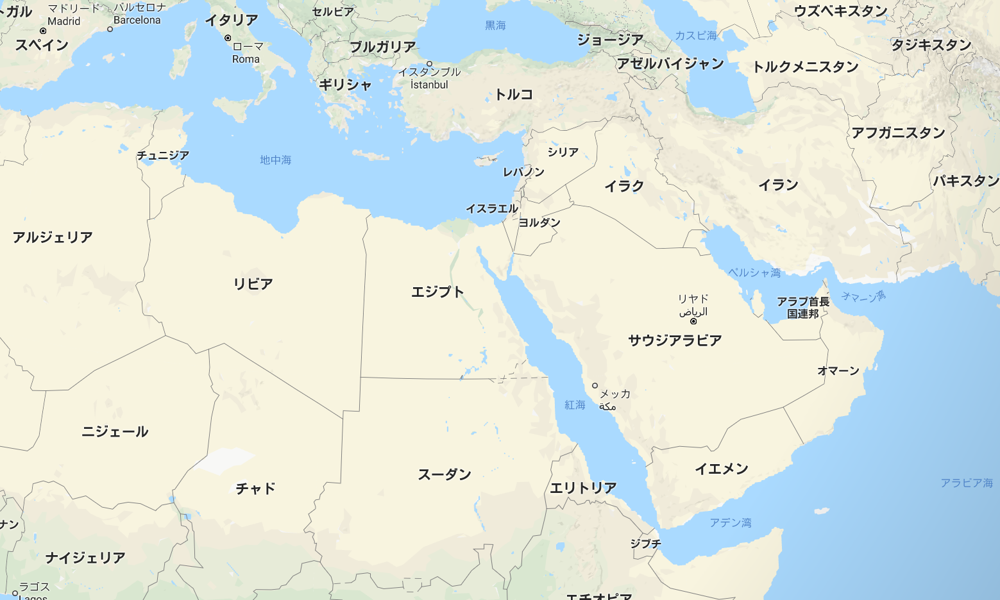 トガル
マドリード
Madrid
バルセロナ
Barcelona
スペイン
イタリア
ローマ
Roma
セルビア
ブルガリア
黒海
ジョージア
カスピ海
ウズベキスタン
タジキスタン
アゼルバイジャン
トルクメニスタン
イスタンブル
İstanbul
ギリシャ
トルコ
アフガニスタン
チュニジア
地中海
シリア
レバノン
イラク
イラン
パキスタン
イスラエル
ヨルダン
アルジェリア
リビア
エジプト
ペルシャ湾
リヤド
الرياض
アラブ首長
国連邦
オマーン湾
サウジアラビア
オマーン
メッカ
مكة
紅海
ニジェール
チャド
スーダン
エリトリア
イエメン
アラビア海
アデン湾
ナン
ジブチ
ナイジェリア
ラゴス
Lagos
エチオピア